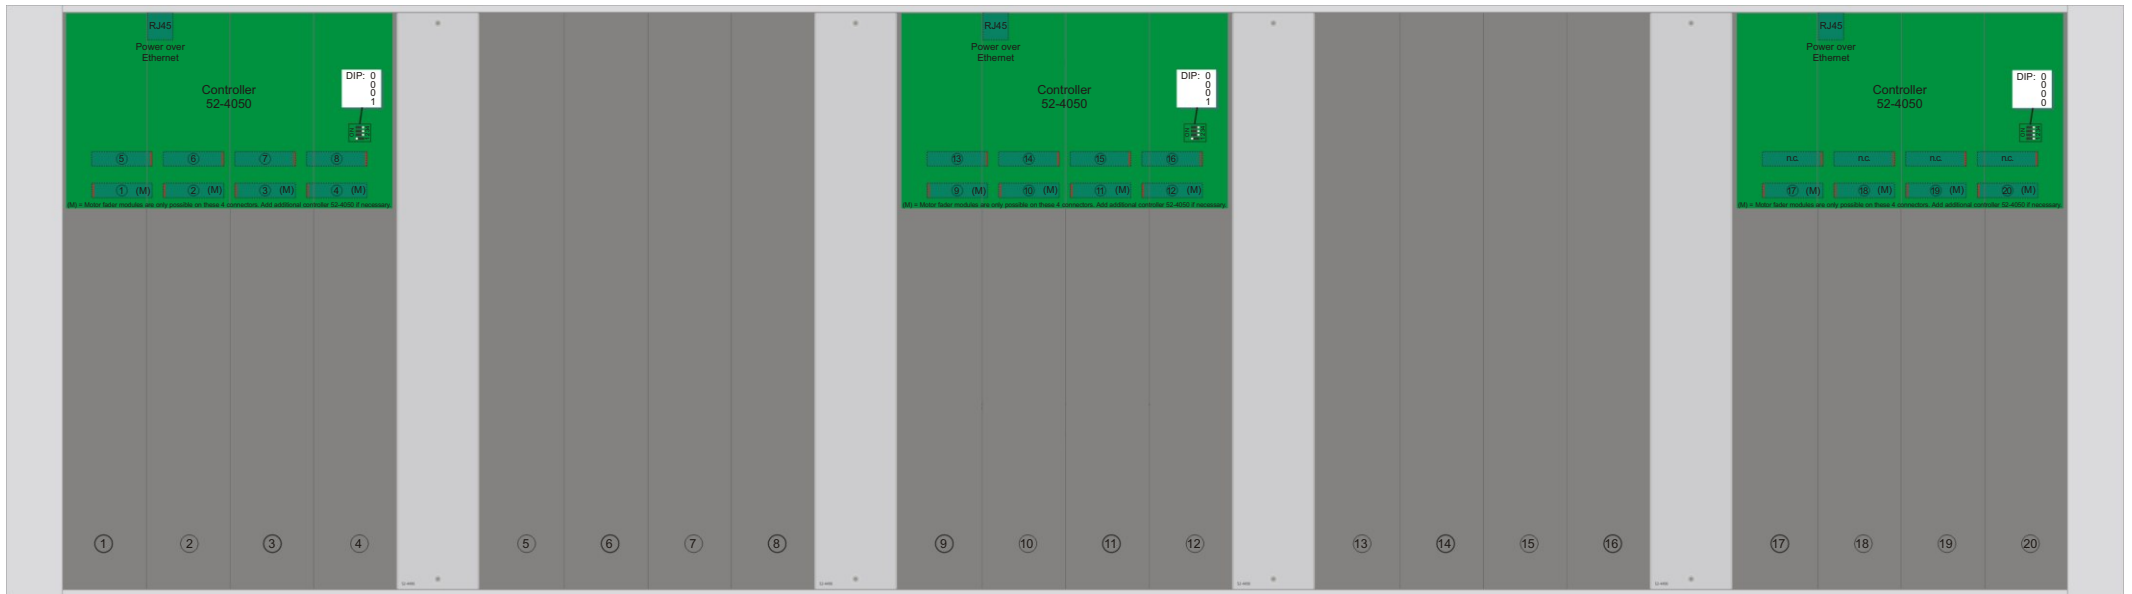 RJ45
Power over
Ethernet
DIP: 0
0
0
1
Controller
52-4050
ON
5 6 7 8
1 (M) 2 (M) 3 (M) 4 (M)
(M) = Motor fader modules are only possible on these 4 connectors. Add additional controller 52-4050 if necessary.
RJ45
Power over
Ethernet
DIP: 0
0
0
1
Controller
52-4050
ON
13 14 15 16
9 (M) 10 (M) 11 (M) 12 (M)
(M) = Motor fader modules are only possible on these 4 connectors. Add additional controller 52-4050 if necessary.
RJ45
Power over
Ethernet
DIP: 0
0
0
0
Controller
52-4050
ON
n.c. n.c. n.c. n.c.
17 (M) 18 (M) 19 (M) 20 (M)
(M) = Motor fader modules are only possible on these 4 connectors. Add additional controller 52-4050 if necessary.
1 2 3 4 5 6 7 8 9 10 11 12 13 14 15 16 17 18 19 20